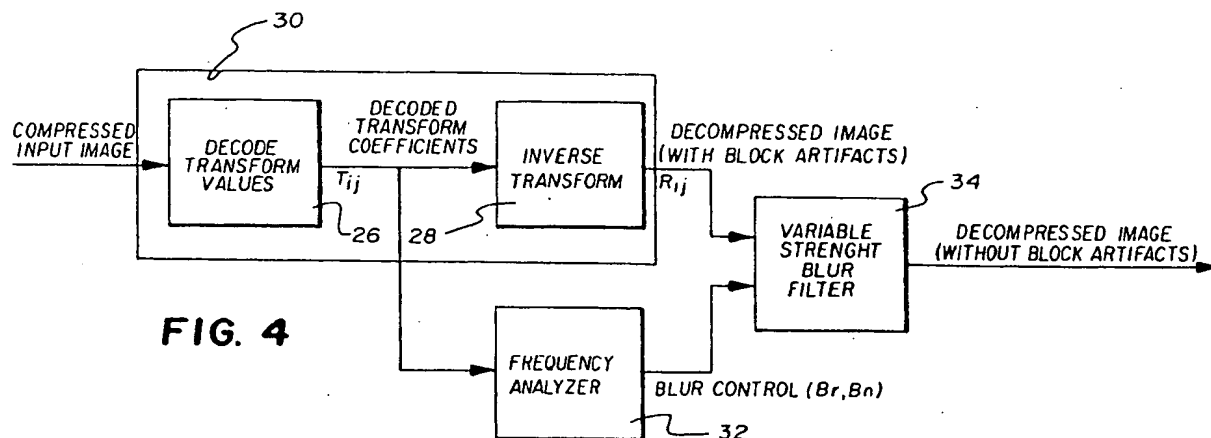 30
COMPRESSED
INPUT IMAGE
DECODE
TRANSFORM
VALUES
26
Tij
DECODED
TRANSFORM
COEFFICIENTS
INVERSE
TRANSFORM
28
DECOMPRESSED IMAGE
(WITH BLOCK ARTIFACTS)
Rij
34
VARIABLE
STRENGHT
BLUR
FILTER
DECOMPRESSED IMAGE
(WITHOUT BLOCK ARTIFACTS)
FIG. 4
FREQUENCY
ANALYZER
32
BLUR CONTROL (Br,Bn)